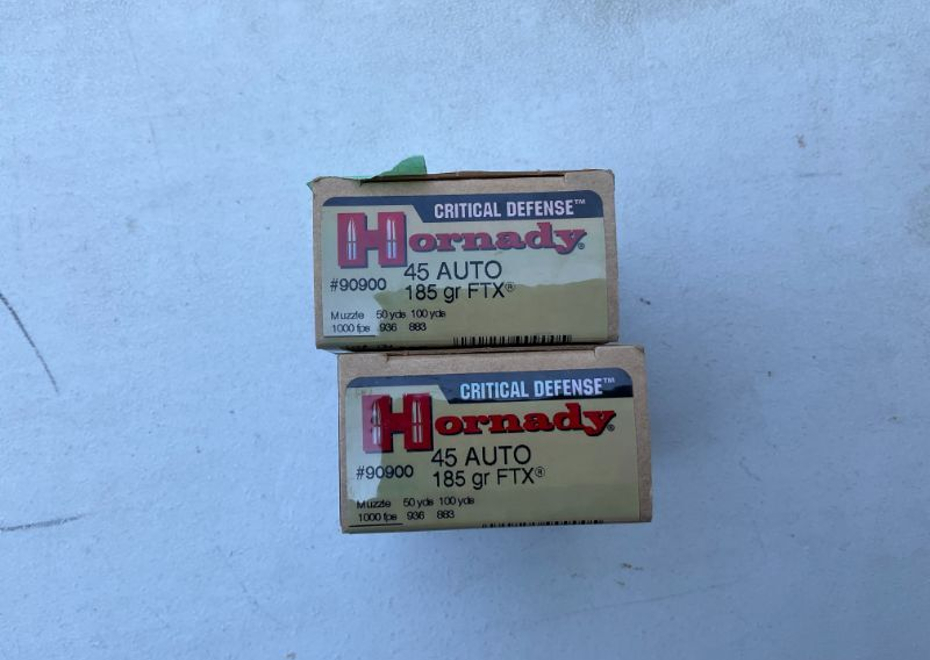 CRITICAL DEFENSE™
Hornady®
45 AUTO
#90900 185 gr FTX®
Muzzle 50 yds 100 yds
1000 fps 936 883
CRITICAL DEFENSE™
Hornady®
45 AUTO
#90900 185 gr FTX®
Muzzle 50 yds 100 yds
1000 fps 936 883